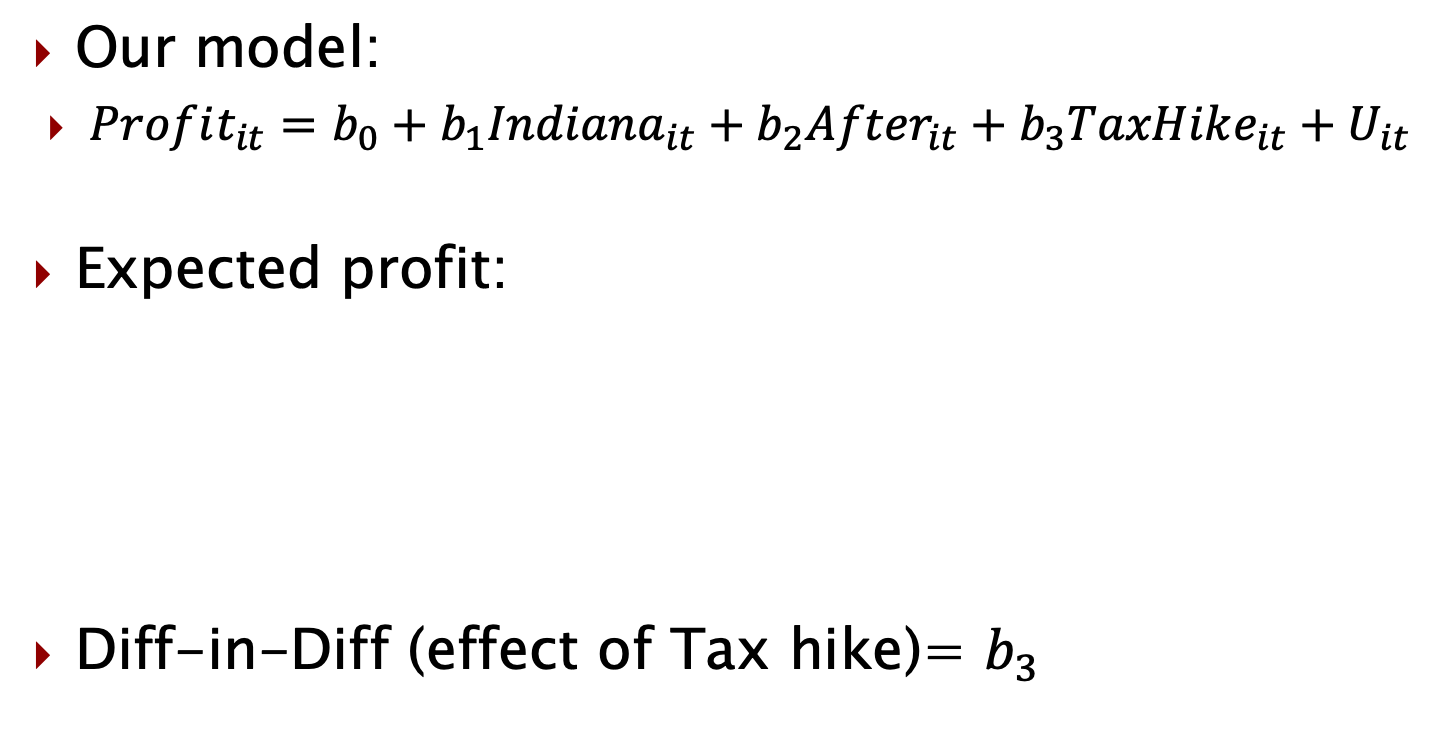 Our model:
Profit_it = b_0 + b_1Indiana_it + b_2After_it + b_3TaxHike_it + U_it
Expected profit:
Diff-in-Diff (effect of Tax hike)= b_3